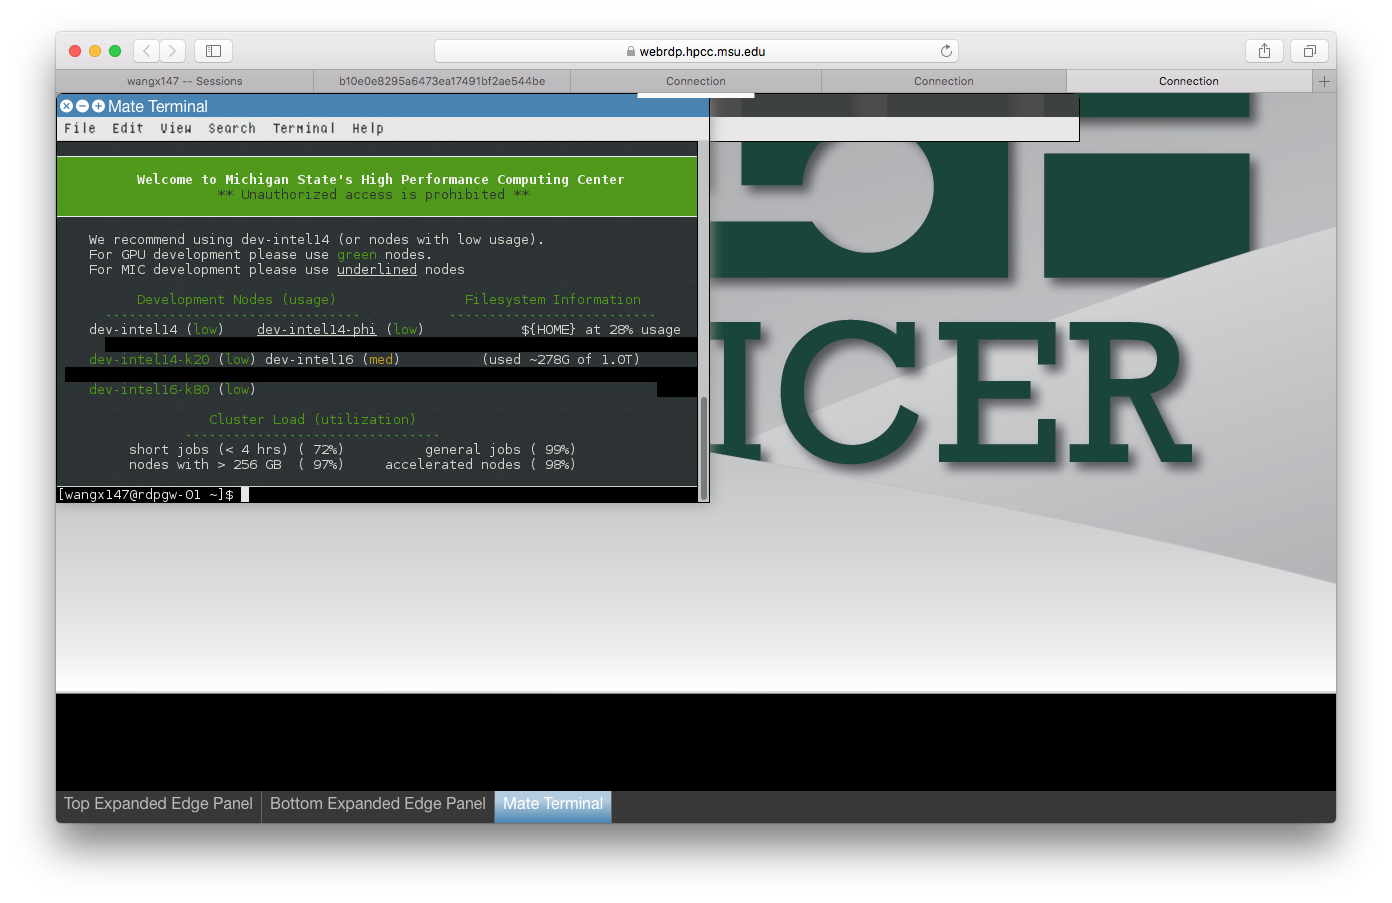 webrdp.hpcc.msu.edu
wangx147 -- Sessions
b10e0e8295a6473ea17491bf2ae544be
Connection
Connection
Connection
Mate Terminal
File Edit View Search Terminal Help
Welcome to Michigan State's High Performance Computing Center
** Unauthorized access is prohibited **
We recommend using dev-intel14 (or nodes with low usage).
For GPU development please use green nodes.
For MIC development please use underlined nodes
Development Nodes (usage) Filesystem Information
-------------------------------- --------------------------
dev-intel14 (low) dev-intel14-phi (low) ${HOME} at 28% usage
dev-intel14-k20 (low) dev-intel16 (med) (used ~278G of 1.0T)
dev-intel16-k80 (low)
Cluster Load (utilization)
--------------------------------
short jobs (< 4 hrs) ( 72%) general jobs ( 99%)
nodes with > 256 GB ( 97%) accelerated nodes ( 98%)
[wangx147@rdpgw-01 ~]$
ICER
Top Expanded Edge Panel
Bottom Expanded Edge Panel
Mate Terminal